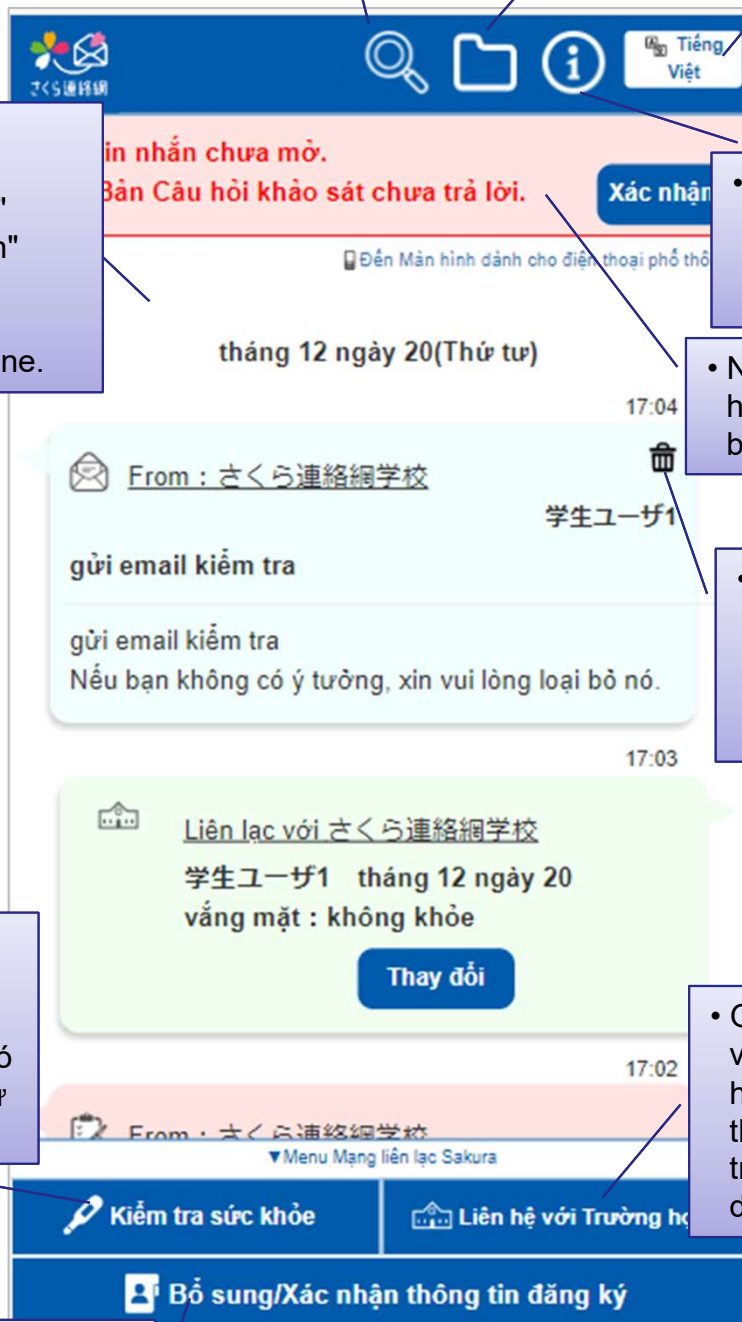 さくら連絡網
Tiếng
Việt
in nhắn chưa mở.
Bản Câu hỏi khảo sát chưa trả lời.
Xác nhận
"
n"
ne.
Đến Màn hình dành cho điện thoại phổ thô
tháng 12 ngày 20(Thứ tư)
• N
h
b
17:04
From：さくら連絡網学校
学生ユーザ1
gửi email kiểm tra
gửi email kiểm tra
Nếu bạn không có ý tưởng, xin vui lòng loại bỏ nó.
17:03
Liên lạc với さくら連絡網学校
学生ユーザ1 tháng 12 ngày 20
vắng mặt : không khỏe
Thay đổi
ó
ư
• C
v
h
th
tr
d
17:02
From：さくら連絡網学校
▼Menu Mạng liên lạc Sakura
Kiểm tra sức khỏe
Liên hệ với Trường họ
Bổ sung/Xác nhận thông tin đăng ký